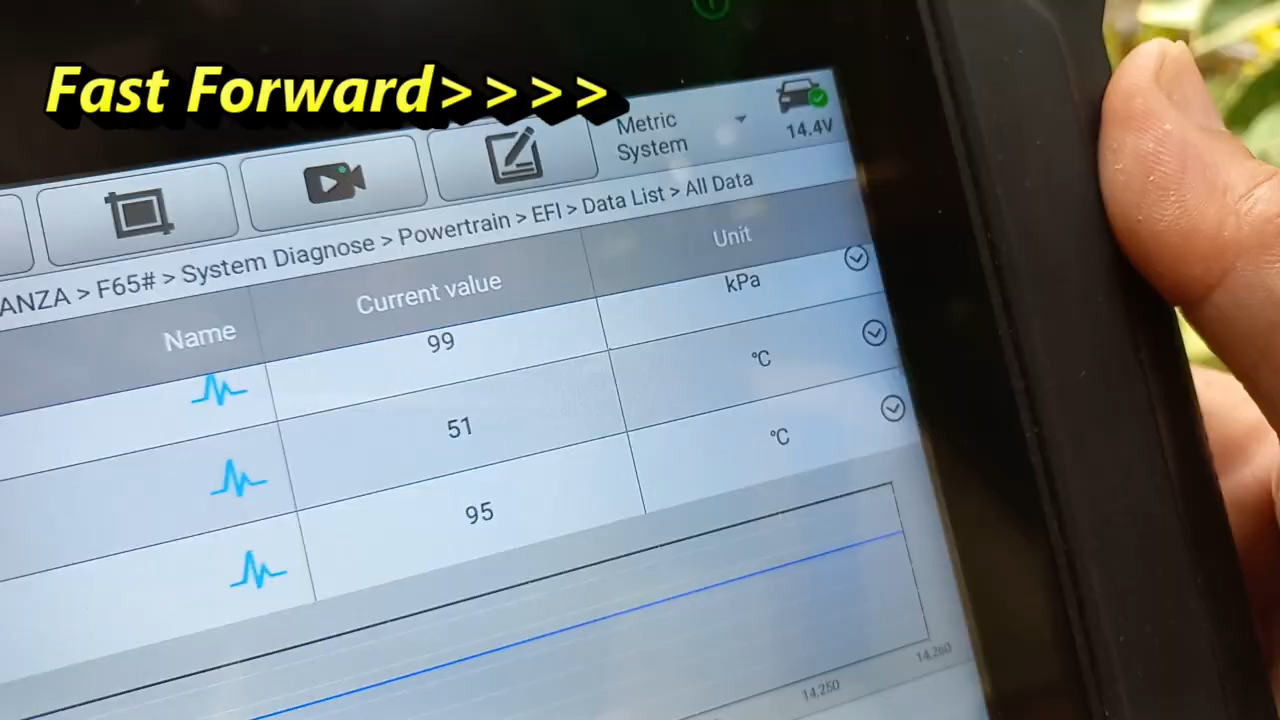 Fast Forward>>>>
Metric
System
14.4V
ANZA > F65# > System Diagnose > Powertrain > EFI > Data List > All Data
Name Current value Unit
99 kPa
51 °C
95 °C
14,250 14,260